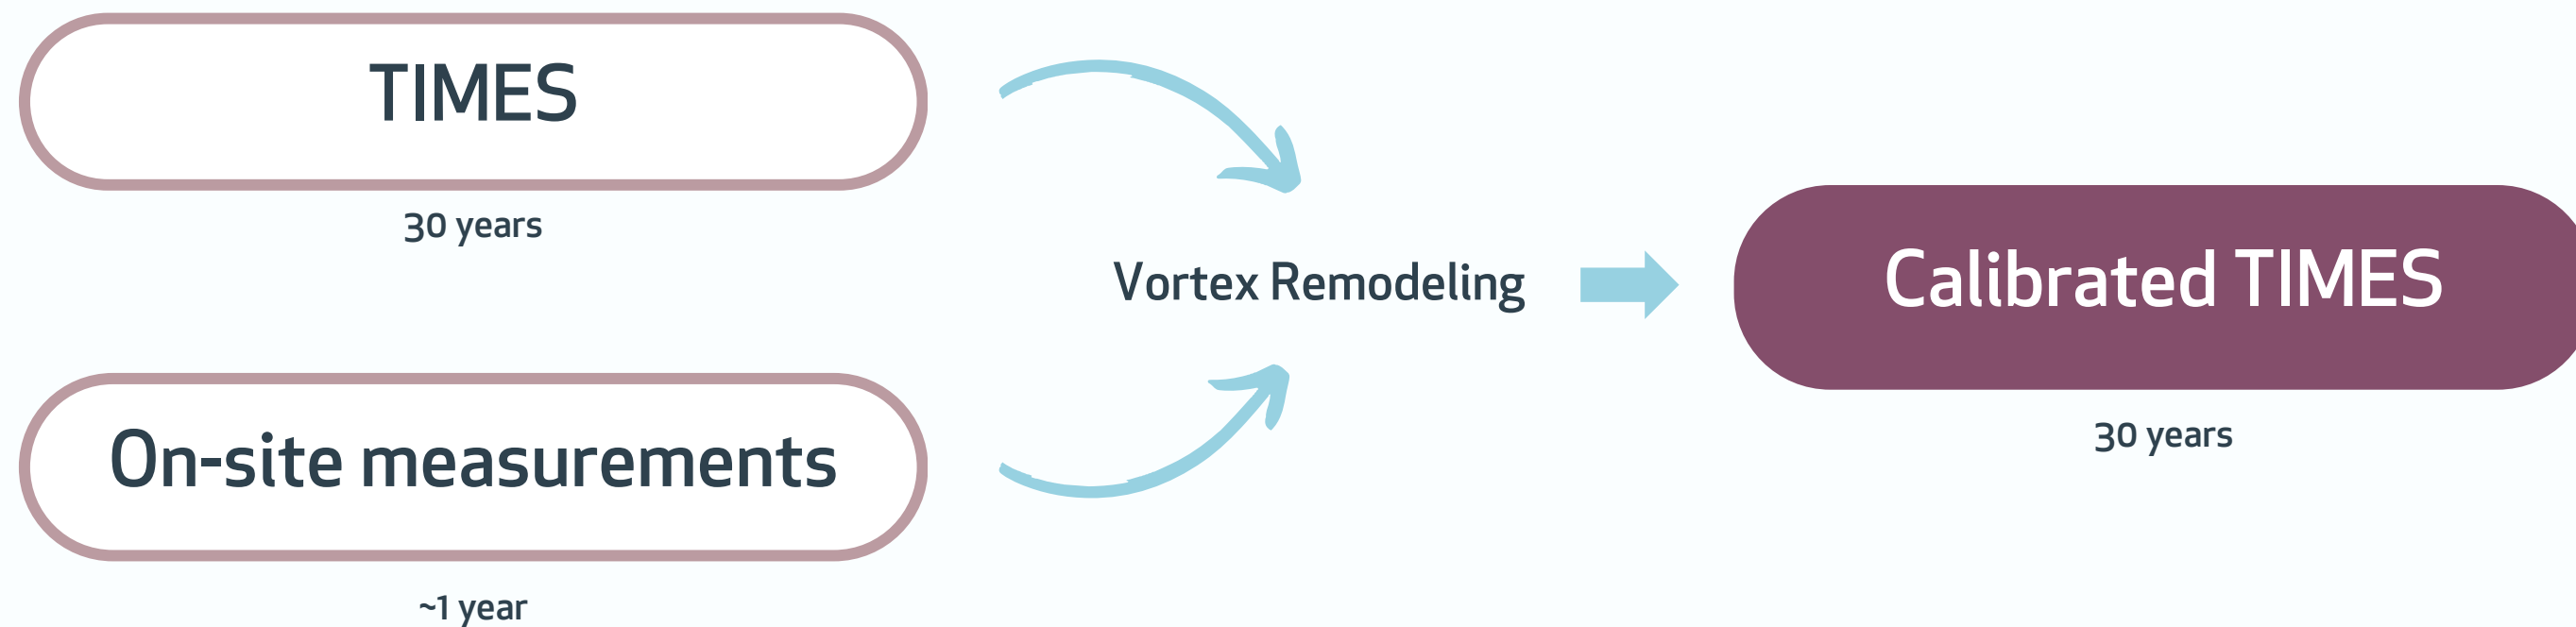 TIMES
30 years
On-site measurements
~1 year
Vortex Remodeling
Calibrated TIMES
30 years